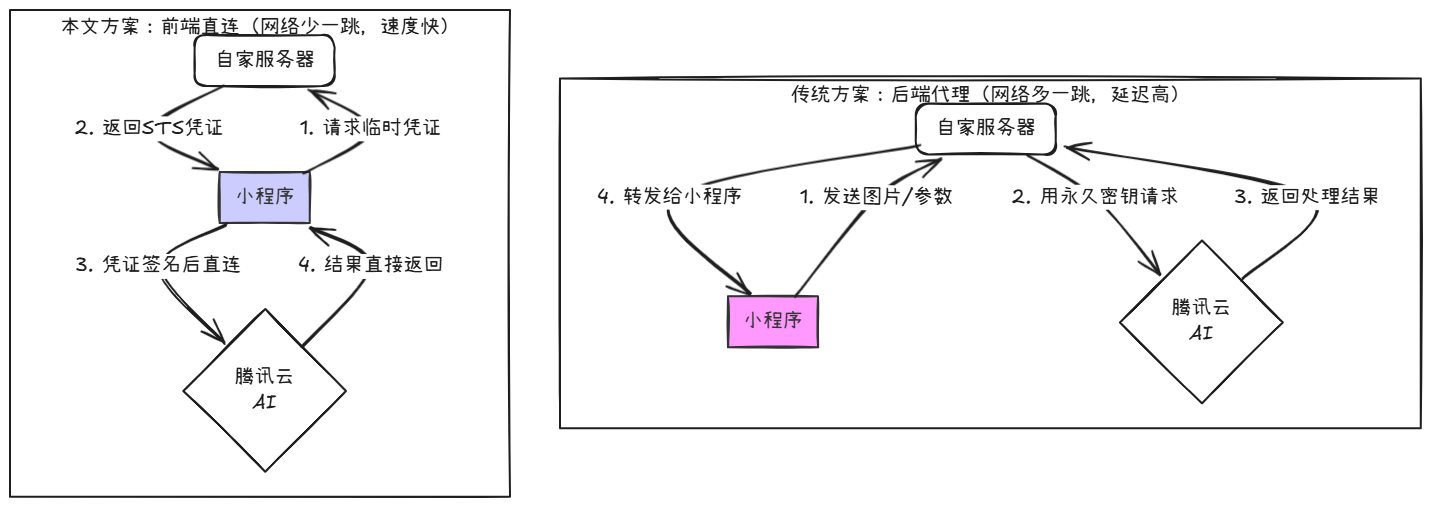 本文方案：前端直连（网络少一跳，速度快）
自家服务器
2. 返回STS凭证
1. 请求临时凭证
小程序
3. 凭证签名后直连
4. 结果直接返回
腾讯云
AI
传统方案：后端代理（网络多一跳，延迟高）
自家服务器
4. 转发给小程序
1. 发送图片/参数
2. 用永久密钥请求
3. 返回处理结果
小程序
腾讯云
AI